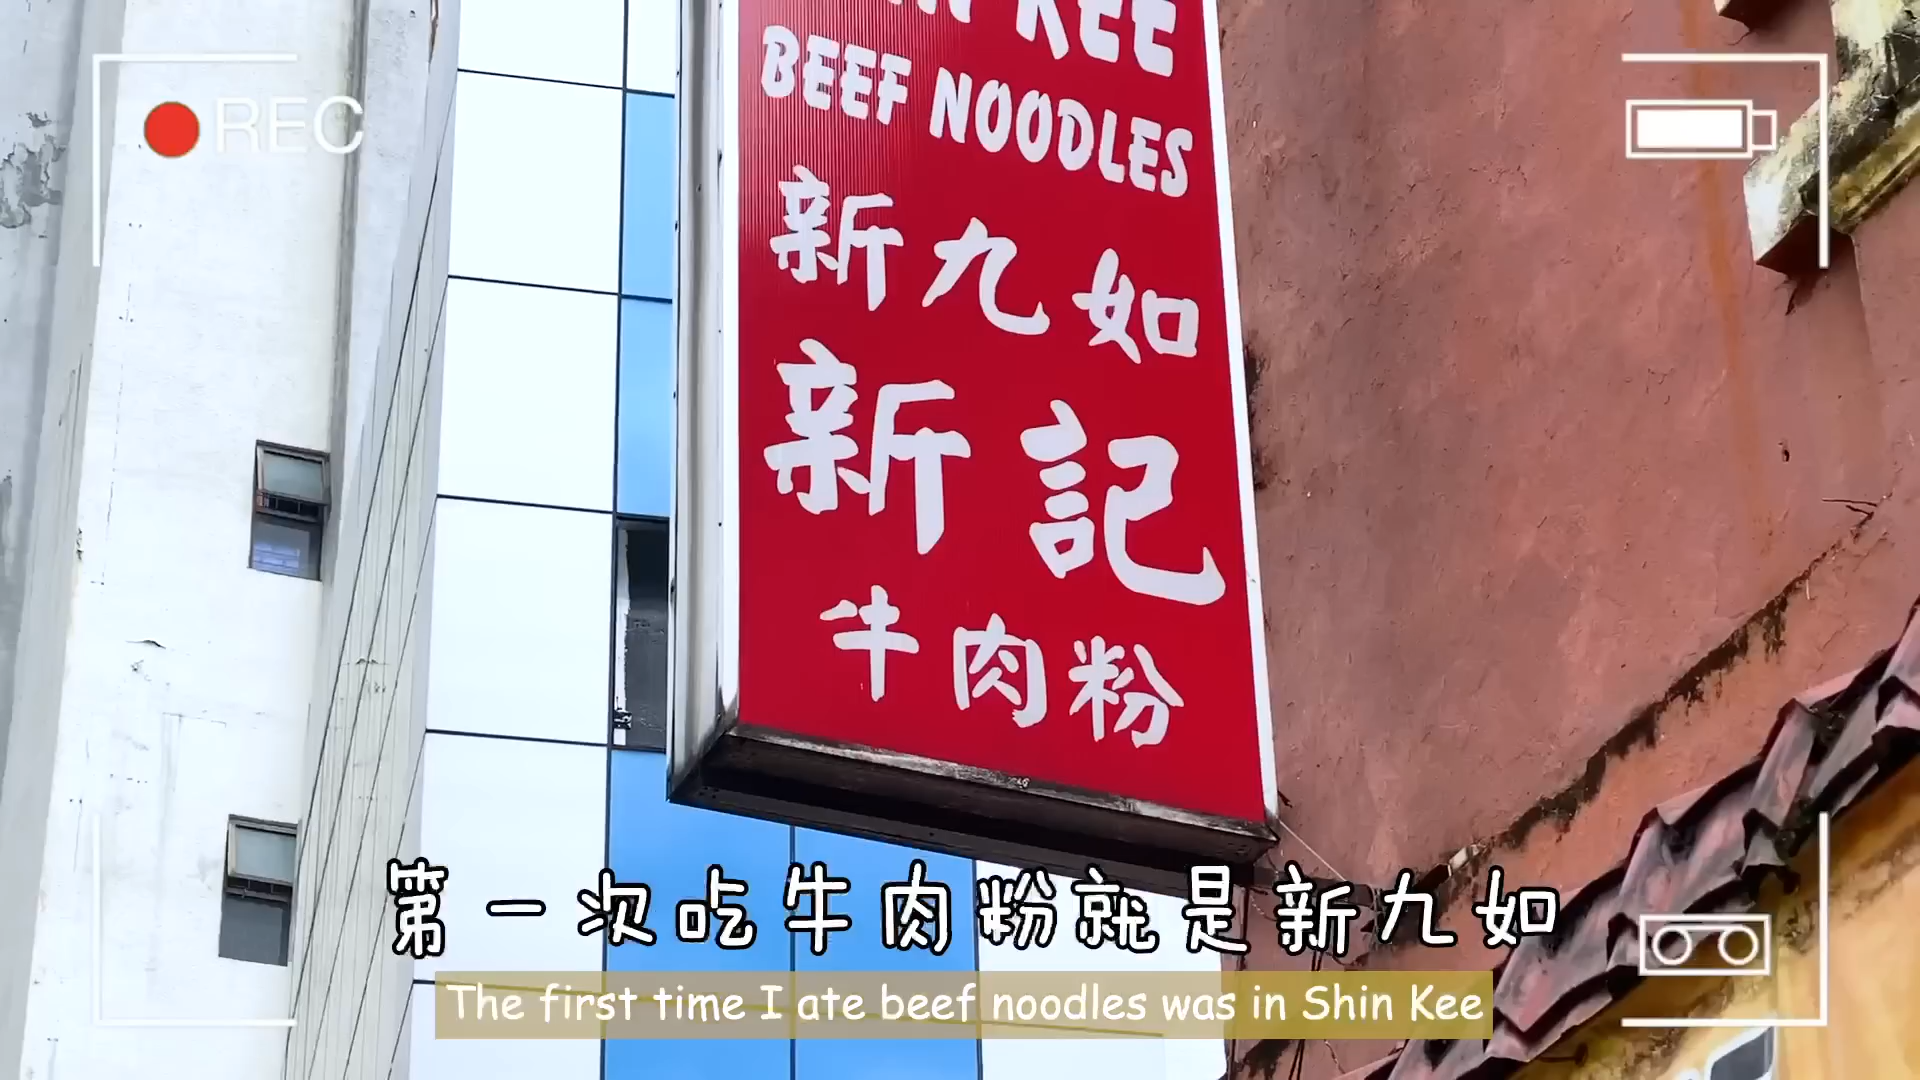 KEE
BEEF NOODLES
新九如
新記
牛肉粉
REC
第一次吃牛肉粉就是新九如
The first time I ate beef noodles was in Shin Kee